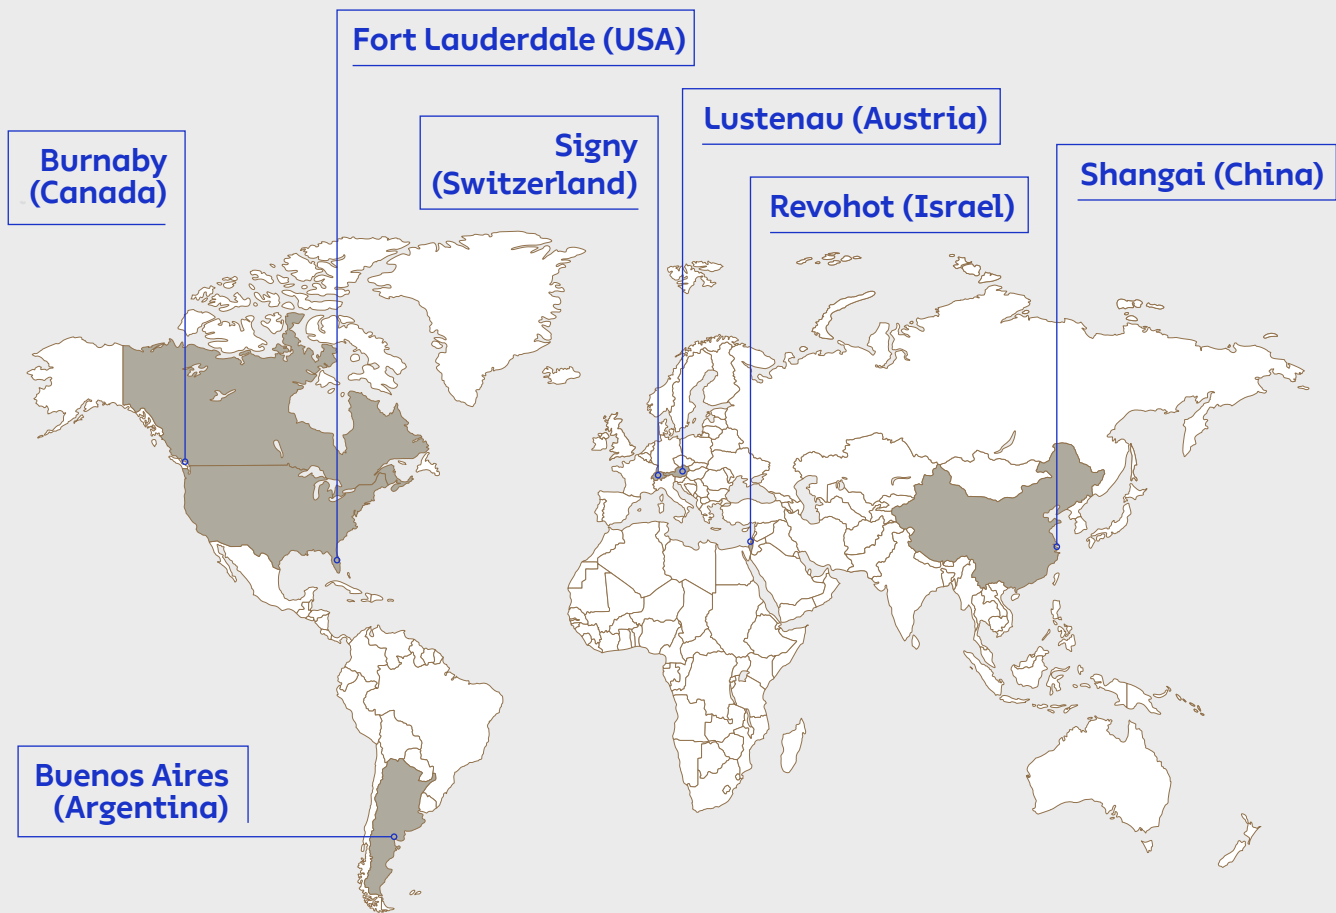 Fort Lauderdale (USA)
Lustenau (Austria)
Signy
(Switzerland)
Burnaby
(Canada)
Shangai (China)
Revohot (Israel)
Buenos Aires
(Argentina)